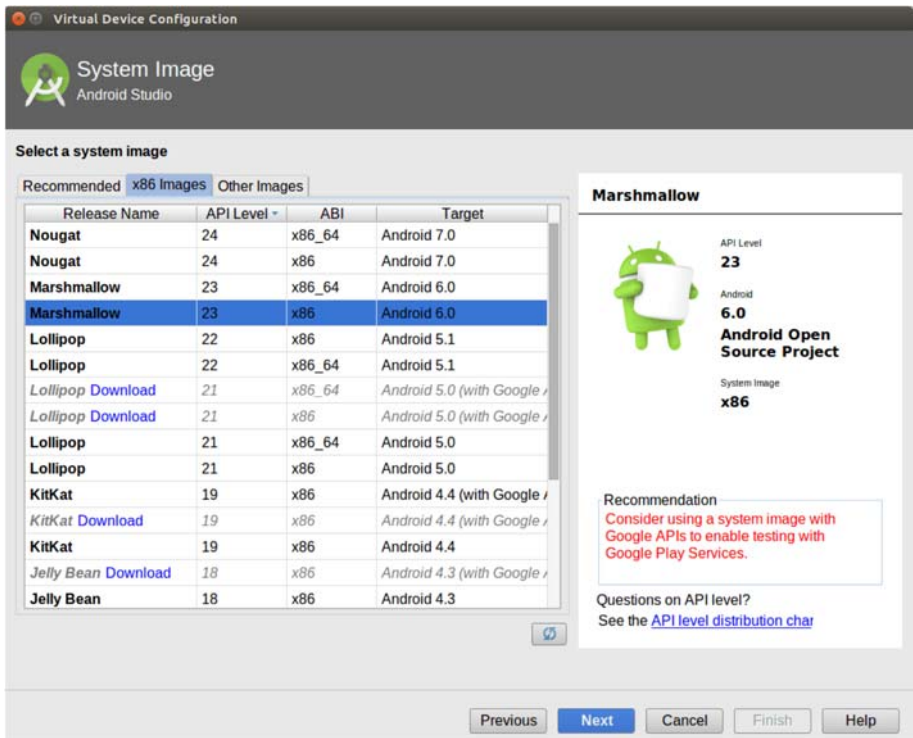 Virtual Device Configuration
System Image
Android Studio
Select a system image
Recommended x86 Images Other Images
Release Name API Level ABI Target
Nougat 24 x86_64 Android 7.0
Nougat 24 x86 Android 7.0
Marshmallow 23 x86_64 Android 6.0
Marshmallow 23 x86 Android 6.0
Lollipop 22 x86 Android 5.1
Lollipop 22 x86_64 Android 5.1
Lollipop Download 21 x86_64 Android 5.0 (with Google A
Lollipop Download 21 x86 Android 5.0 (with Google A
Lollipop 21 x86_64 Android 5.0
Lollipop 21 x86 Android 5.0
KitKat 19 x86 Android 4.4 (with Google A
KitKat Download 19 x86 Android 4.4 (with Google A
KitKat 19 x86 Android 4.4
Jelly Bean Download 18 x86 Android 4.3 (with Google A
Jelly Bean 18 x86 Android 4.3
Marshmallow
API Level
23
Android
6.0
Android Open
Source Project
System Image
x86
Recommendation
Consider using a system image with
Google APIs to enable testing with
Google Play Services.
Questions on API level?
See the API level distribution char
Previous Next Cancel Finish Help